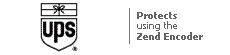 ups
®
Protects
using the
Zend Encoder